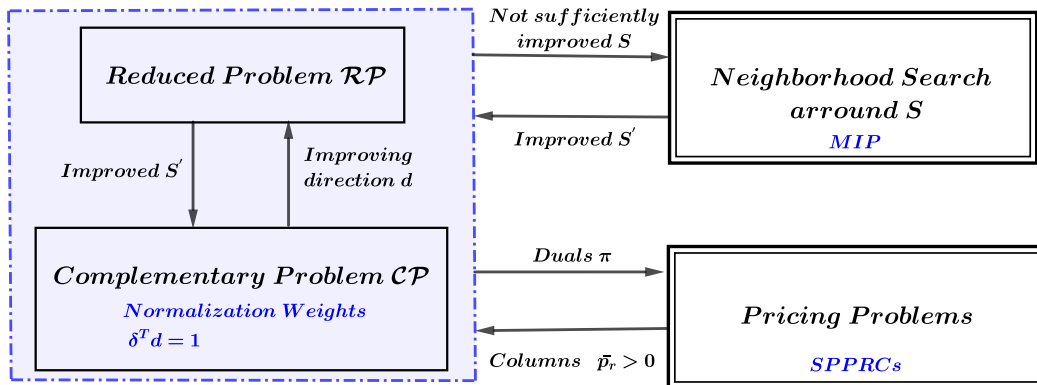 Not sufficiently
improved S
Reduced Problem RP
Neighborhood Search
arround S
MIP
Improved S'
Improved S'
Improving
direction d
Duals π
Complementary Problem CP
Normalization Weights
δ^T d = 1
Pricing Problems
SPPRCs
Columns p̄_r > 0